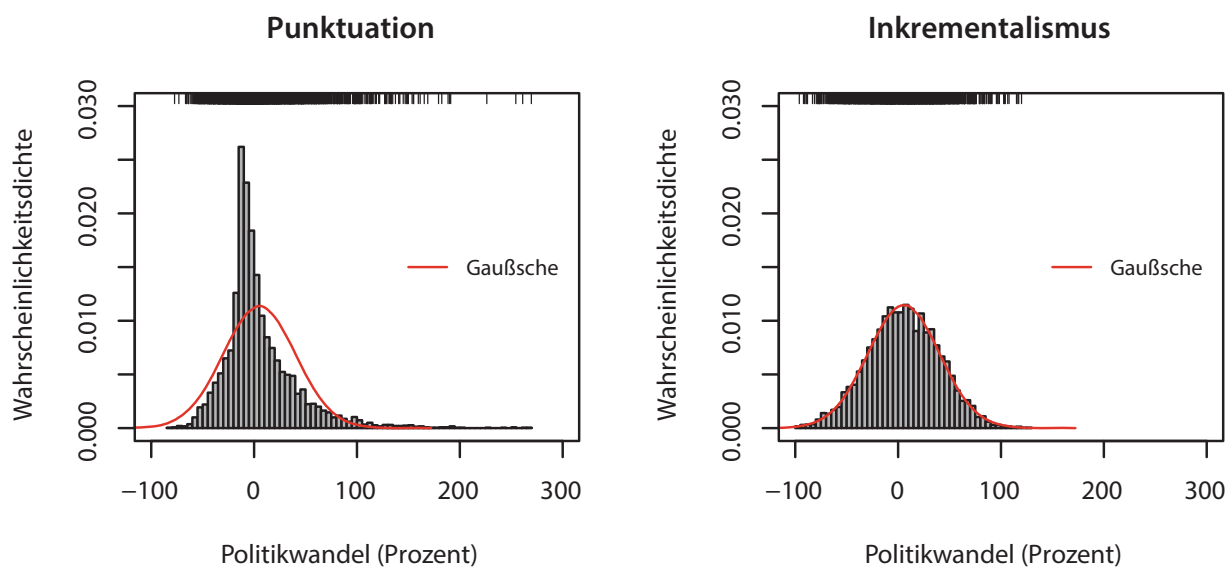 Punktuation
Wahrscheinlichkeitsdichte
0.030
0.020
0.010
0.000
Gaußsche
−100 0 100 200 300
Politikwandel (Prozent)
Inkrementalismus
Wahrscheinlichkeitsdichte
0.030
0.020
0.010
0.000
Gaußsche
−100 0 100 200 300
Politikwandel (Prozent)